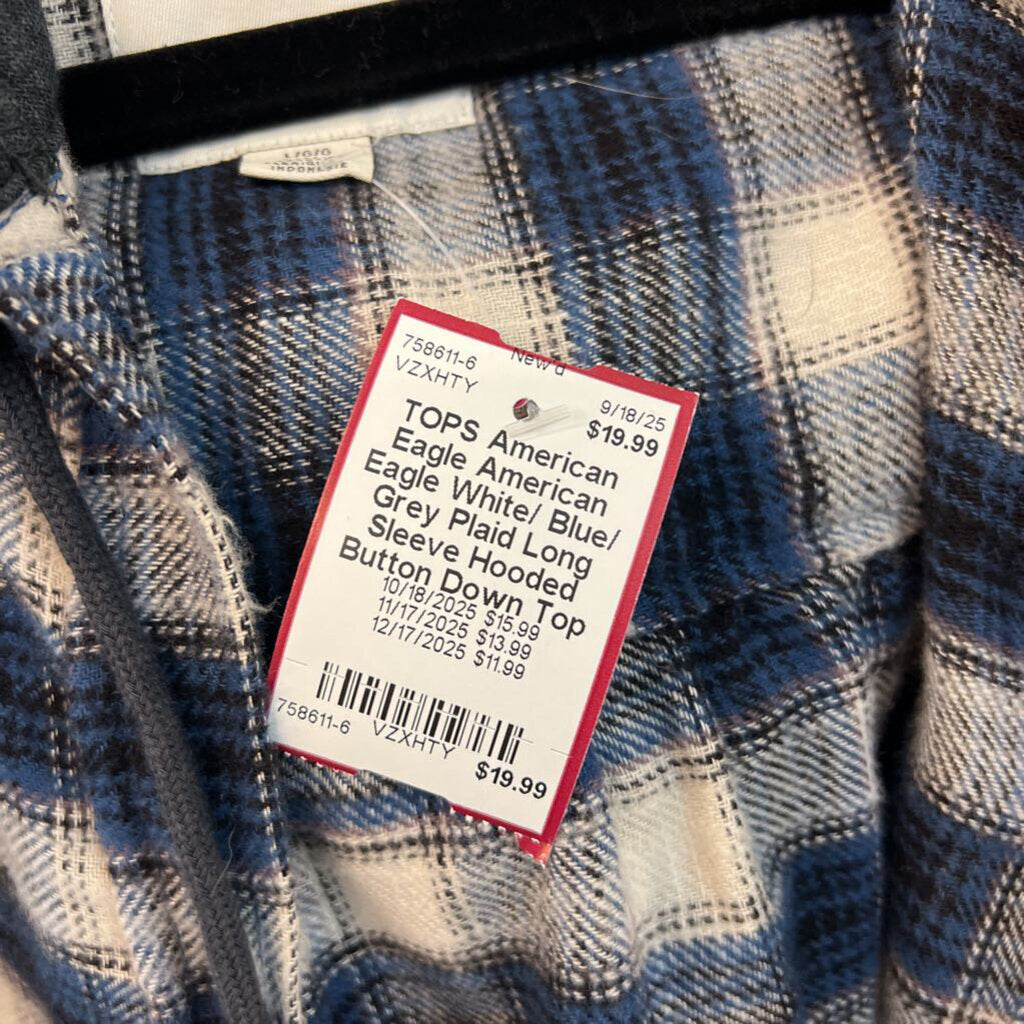 L/G/G
758611-6
New'd
VZXHTY
9/18/25
$19.99
TOPS American
Eagle American
Eagle White/ Blue/
Grey Plaid Long
Sleeve Hooded
Button Down Top
10/18/2025 $15.99
11/17/2025 $13.99
12/17/2025 $11.99
758611-6 VZXHTY
$19.99